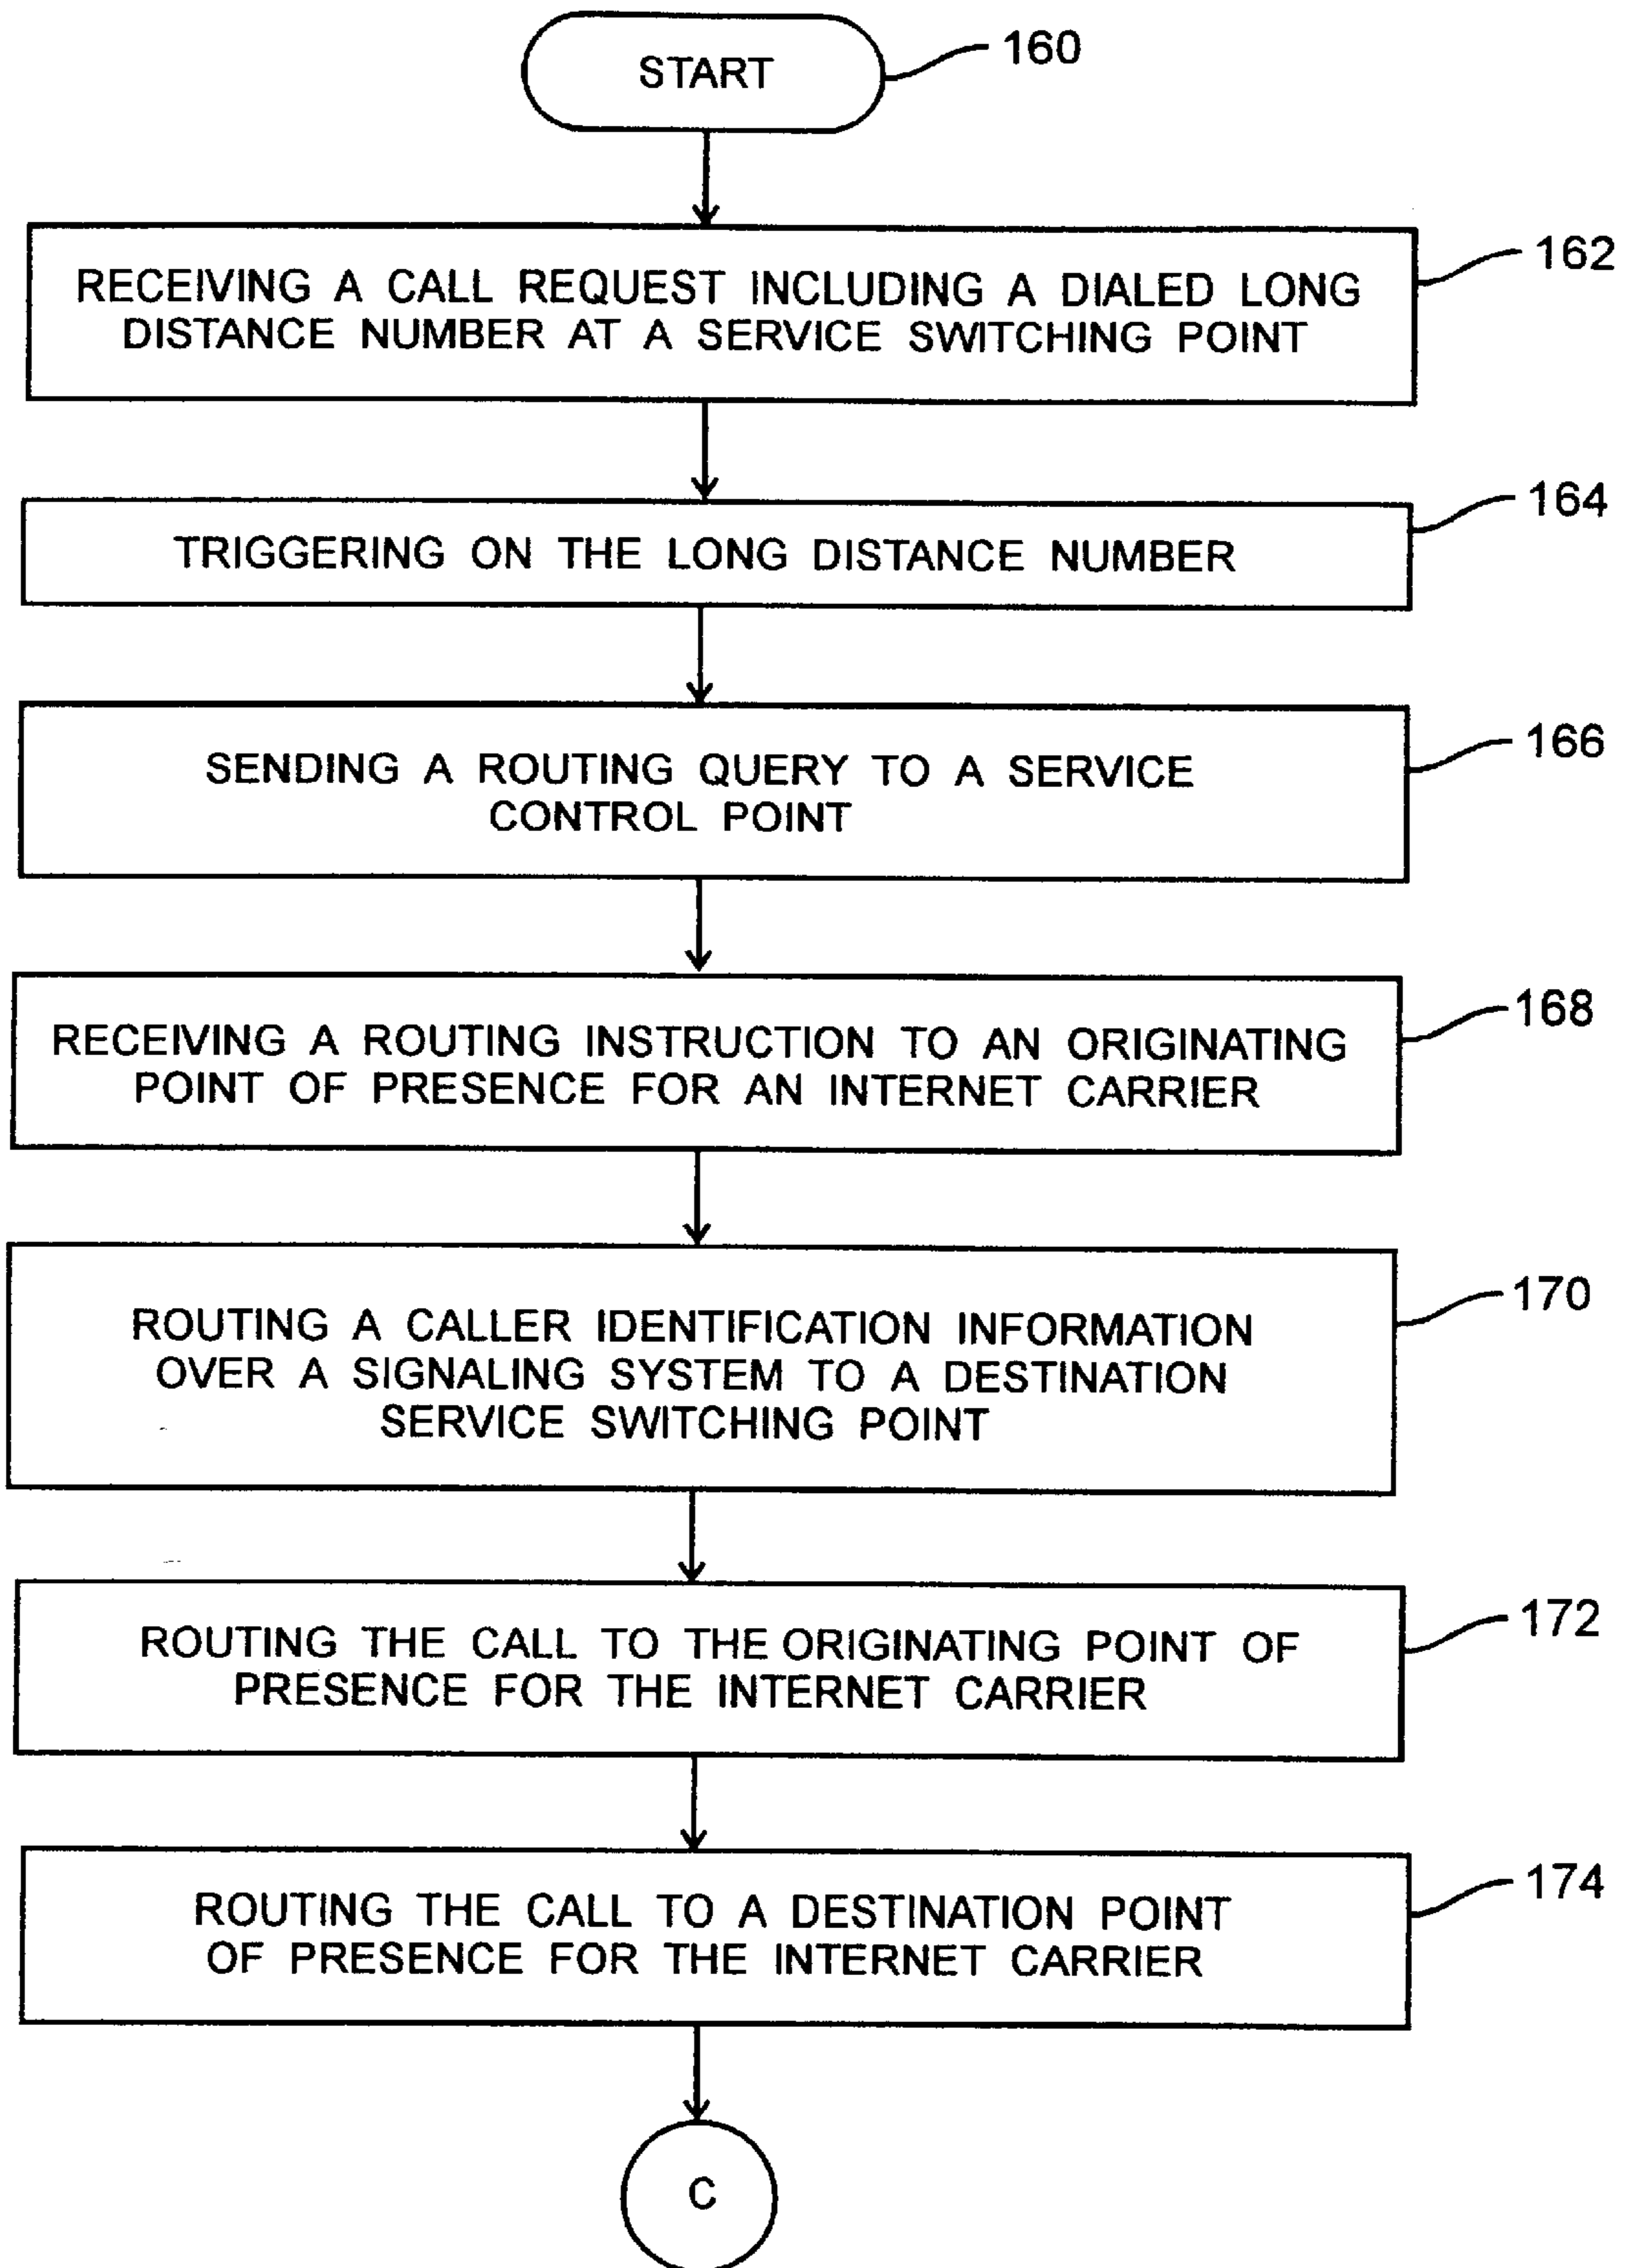 START
160
RECEIVING A CALL REQUEST INCLUDING A DIALED LONG
DISTANCE NUMBER AT A SERVICE SWITCHING POINT
162
TRIGGERING ON THE LONG DISTANCE NUMBER
164
SENDING A ROUTING QUERY TO A SERVICE
CONTROL POINT
166
RECEIVING A ROUTING INSTRUCTION TO AN ORIGINATING
POINT OF PRESENCE FOR AN INTERNET CARRIER
168
ROUTING A CALLER IDENTIFICATION INFORMATION
OVER A SIGNALING SYSTEM TO A DESTINATION
SERVICE SWITCHING POINT
170
ROUTING THE CALL TO THE ORIGINATING POINT OF
PRESENCE FOR THE INTERNET CARRIER
172
ROUTING THE CALL TO A DESTINATION POINT
OF PRESENCE FOR THE INTERNET CARRIER
174
C